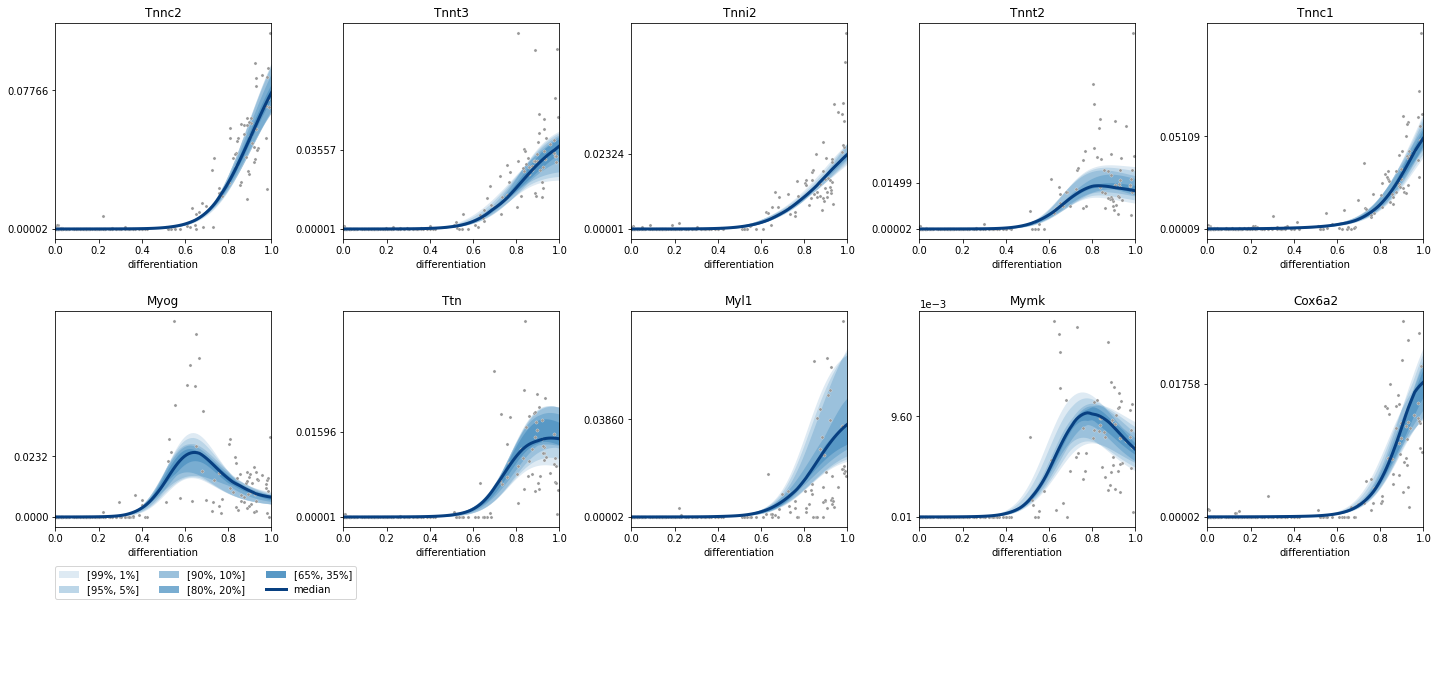 Tnnc2 Tnnt3 Tnni2 Tnnt2 Tnnc1
0.07766 0.03557 0.02324 0.01499 0.05109
0.00002 0.00001 0.00001 0.00002 0.00009
0.0 0.2 0.4 0.6 0.8 1.0 0.0 0.2 0.4 0.6 0.8 1.0 0.0 0.2 0.4 0.6 0.8 1.0 0.0 0.2 0.4 0.6 0.8 1.0 0.0 0.2 0.4 0.6 0.8 1.0
differentiation differentiation differentiation differentiation differentiation
Myog Ttn Myl1 1e−3 Mymk Cox6a2
0.0232 0.01596 0.03860 9.60 0.01758
0.0000 0.00001 0.00002 0.01 0.00002
0.0 0.2 0.4 0.6 0.8 1.0 0.0 0.2 0.4 0.6 0.8 1.0 0.0 0.2 0.4 0.6 0.8 1.0 0.0 0.2 0.4 0.6 0.8 1.0 0.0 0.2 0.4 0.6 0.8 1.0
differentiation differentiation differentiation differentiation differentiation
[99%, 1%] [90%, 10%] [65%, 35%]
[95%, 5%] [80%, 20%] median